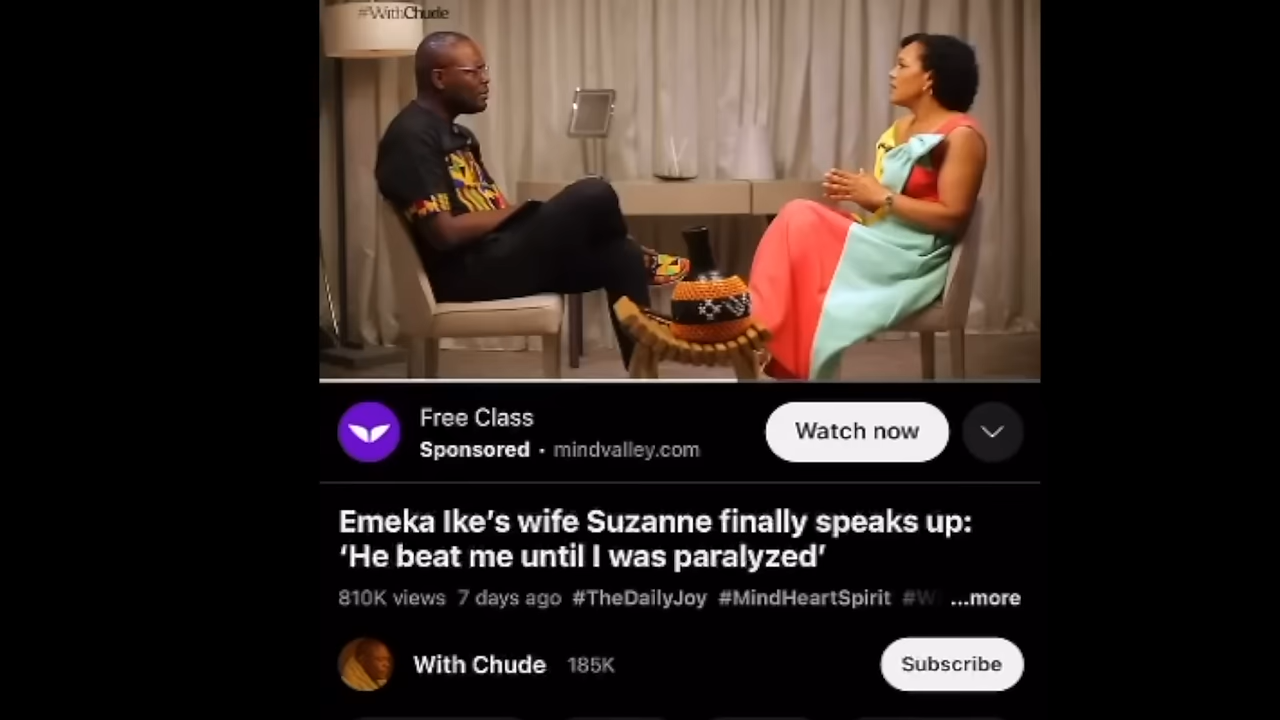 #WithChude
Free Class
Sponsored · mindvalley.com
Watch now
Emeka Ike’s wife Suzanne finally speaks up:
‘He beat me until I was paralyzed’
810K views 7 days ago #TheDailyJoy #MindHeartSpirit #W ...more
With Chude 185K
Subscribe